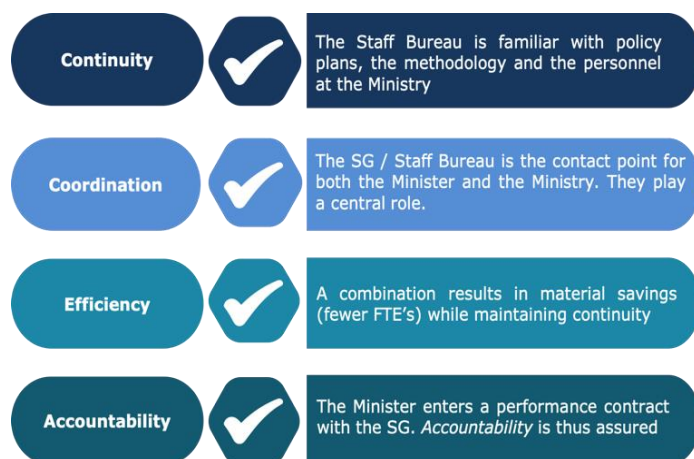 Continuity
The Staff Bureau is familiar with policy
plans, the methodology and the personnel
at the Ministry
Coordination
The SG / Staff Bureau is the contact point for
both the Minister and the Ministry. They play
a central role.
Efficiency
A combination results in material savings
(fewer FTE's) while maintaining continuity
Accountability
The Minister enters a performance contract
with the SG. Accountability is thus assured